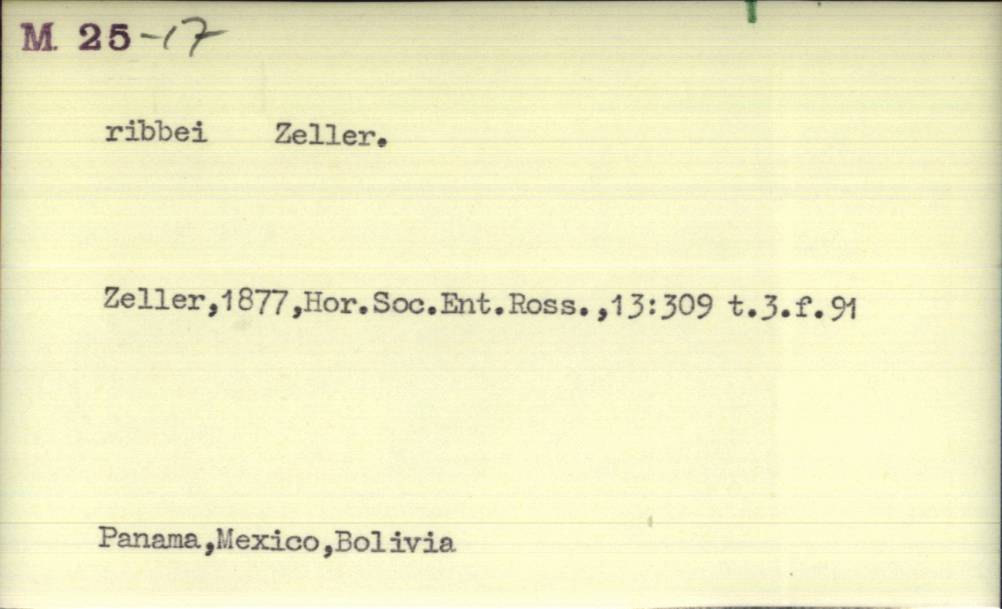 M. 25-17
ribbei Zeller.
Zeller,1877,Hor.Soc.Ent.Ross.,13:309 t.3.f.91
Panama,Mexico,Bolivia